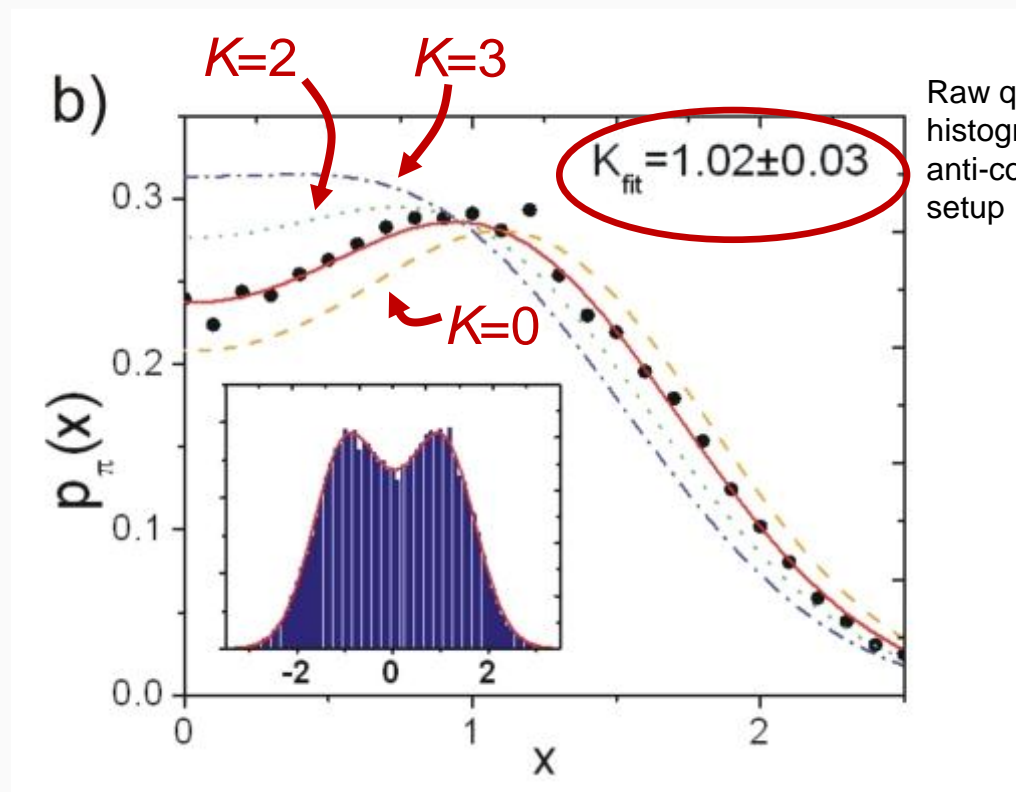 K=2
K=3
b)
K_fit=1.02±0.03
Raw
histogr
anti-co
setup
0.3
0.2
0.1
0.0
p_π(x)
K=0
-2 0 2
0 1 2
x